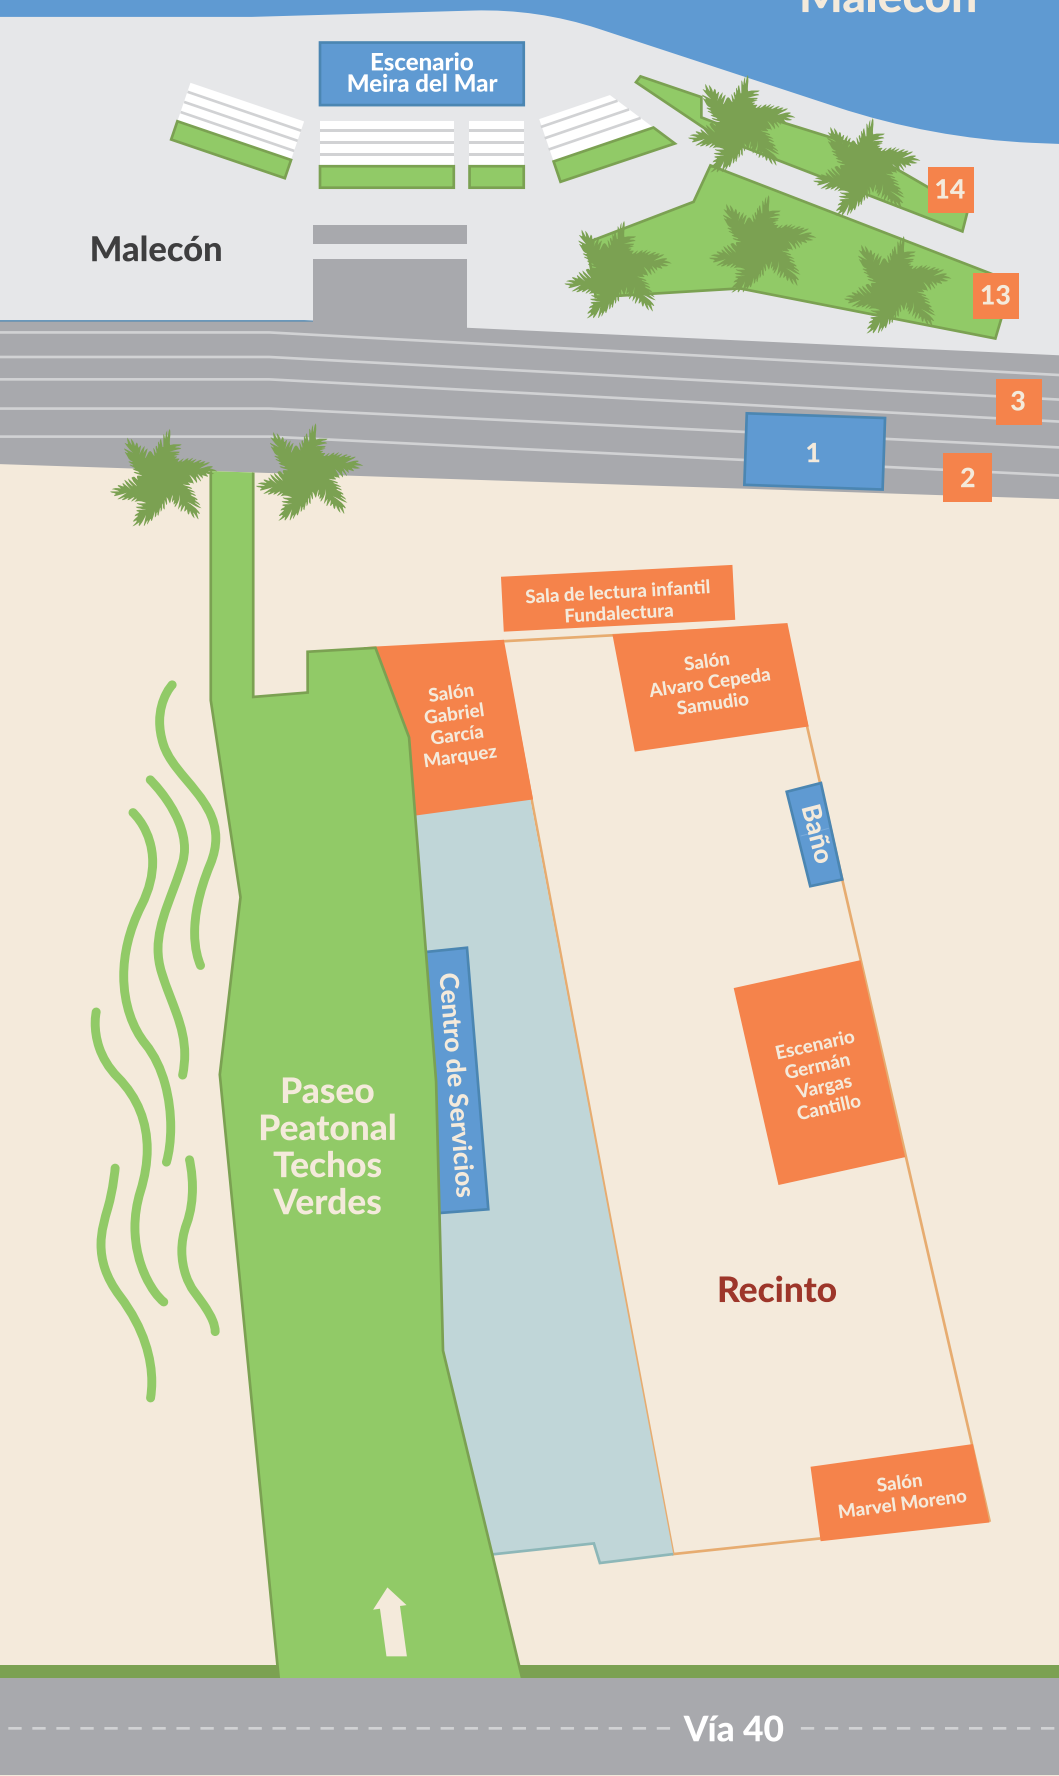 Malecón
Escenario
Meira del Mar
14
Malecón
13
3
1
2
Sala de lectura infantil
Fundalectura
Salón
Gabriel
García
Marquez
Salón
Alvaro Cepeda
Samudio
Baño
Centro de Servicios
Escenario
Germán
Vargas
Cantillo
Paseo
Peatonal
Techos
Verdes
Recinto
Salón
Marvel Moreno
Vía 40